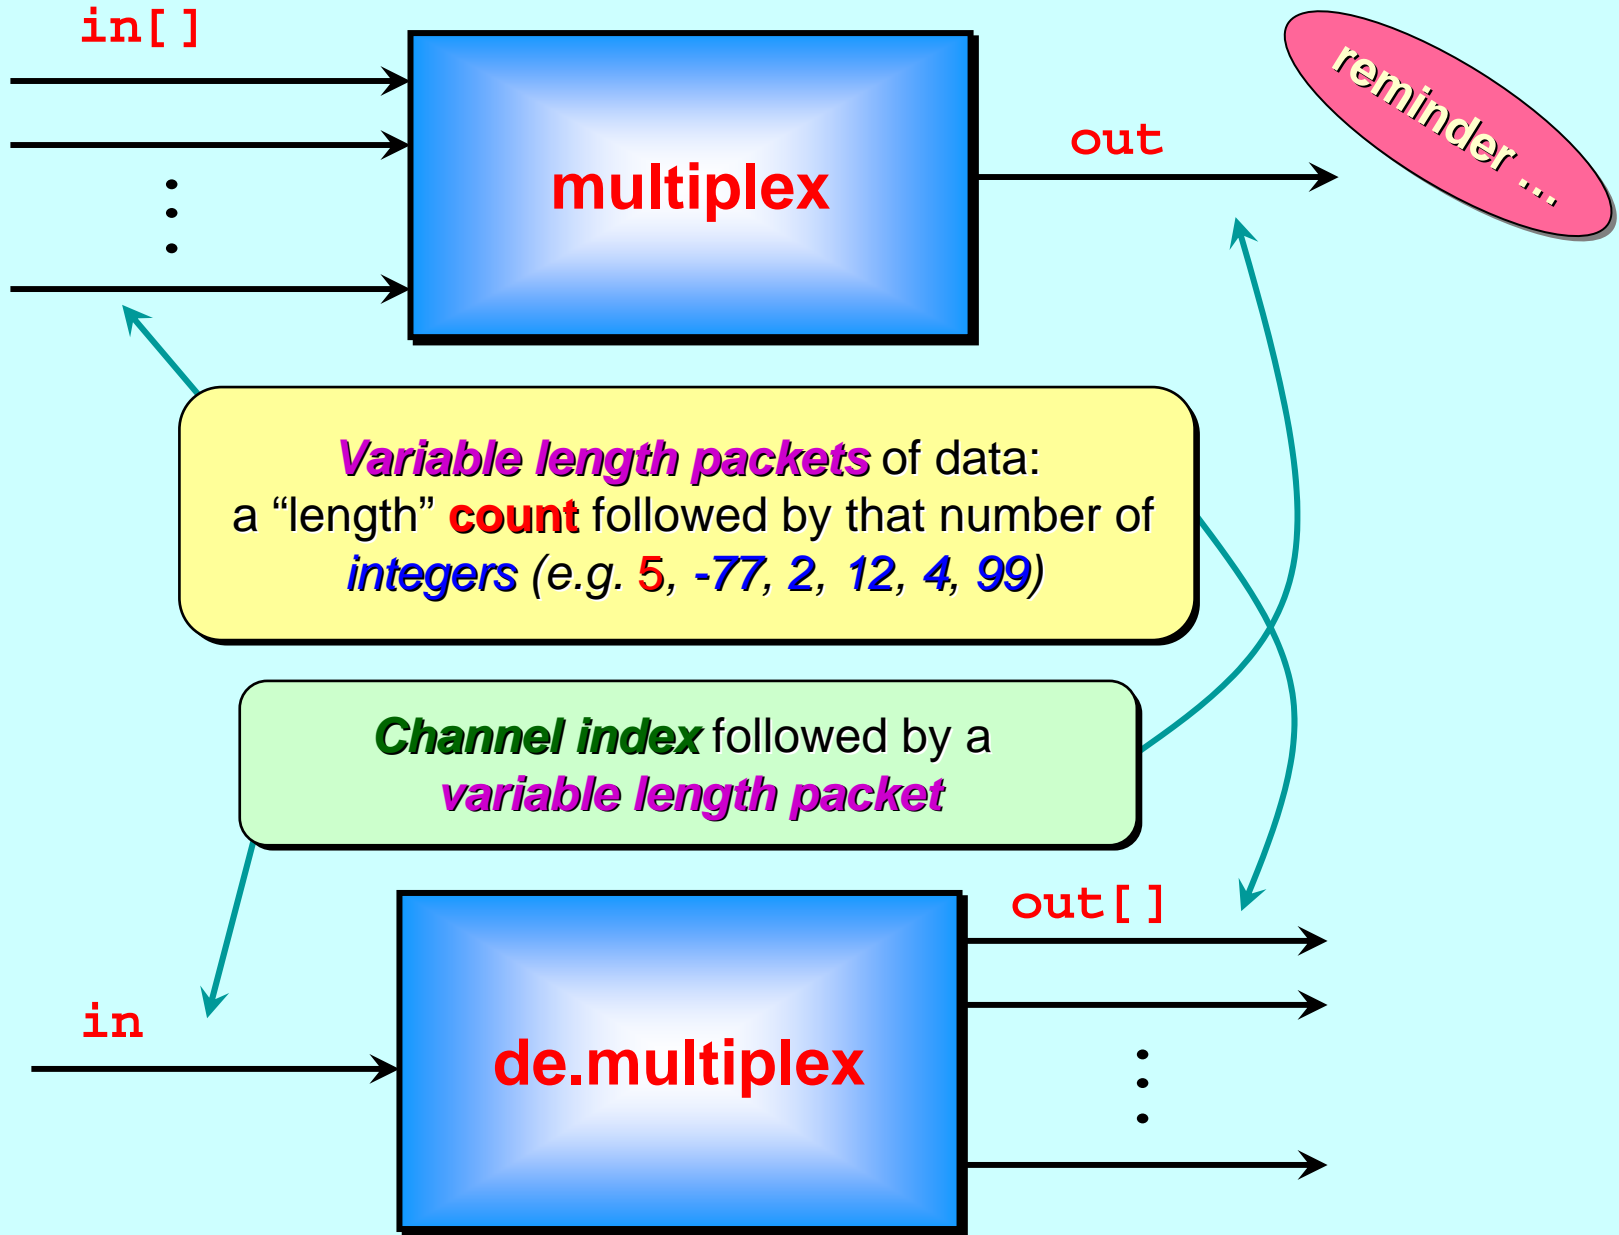 in[]
reminder …
out
multiplex
Variable length packets of data:
a “length” count followed by that number of
integers (e.g. 5, -77, 2, 12, 4, 99)
Channel index followed by a
variable length packet
out[]
in
de.multiplex